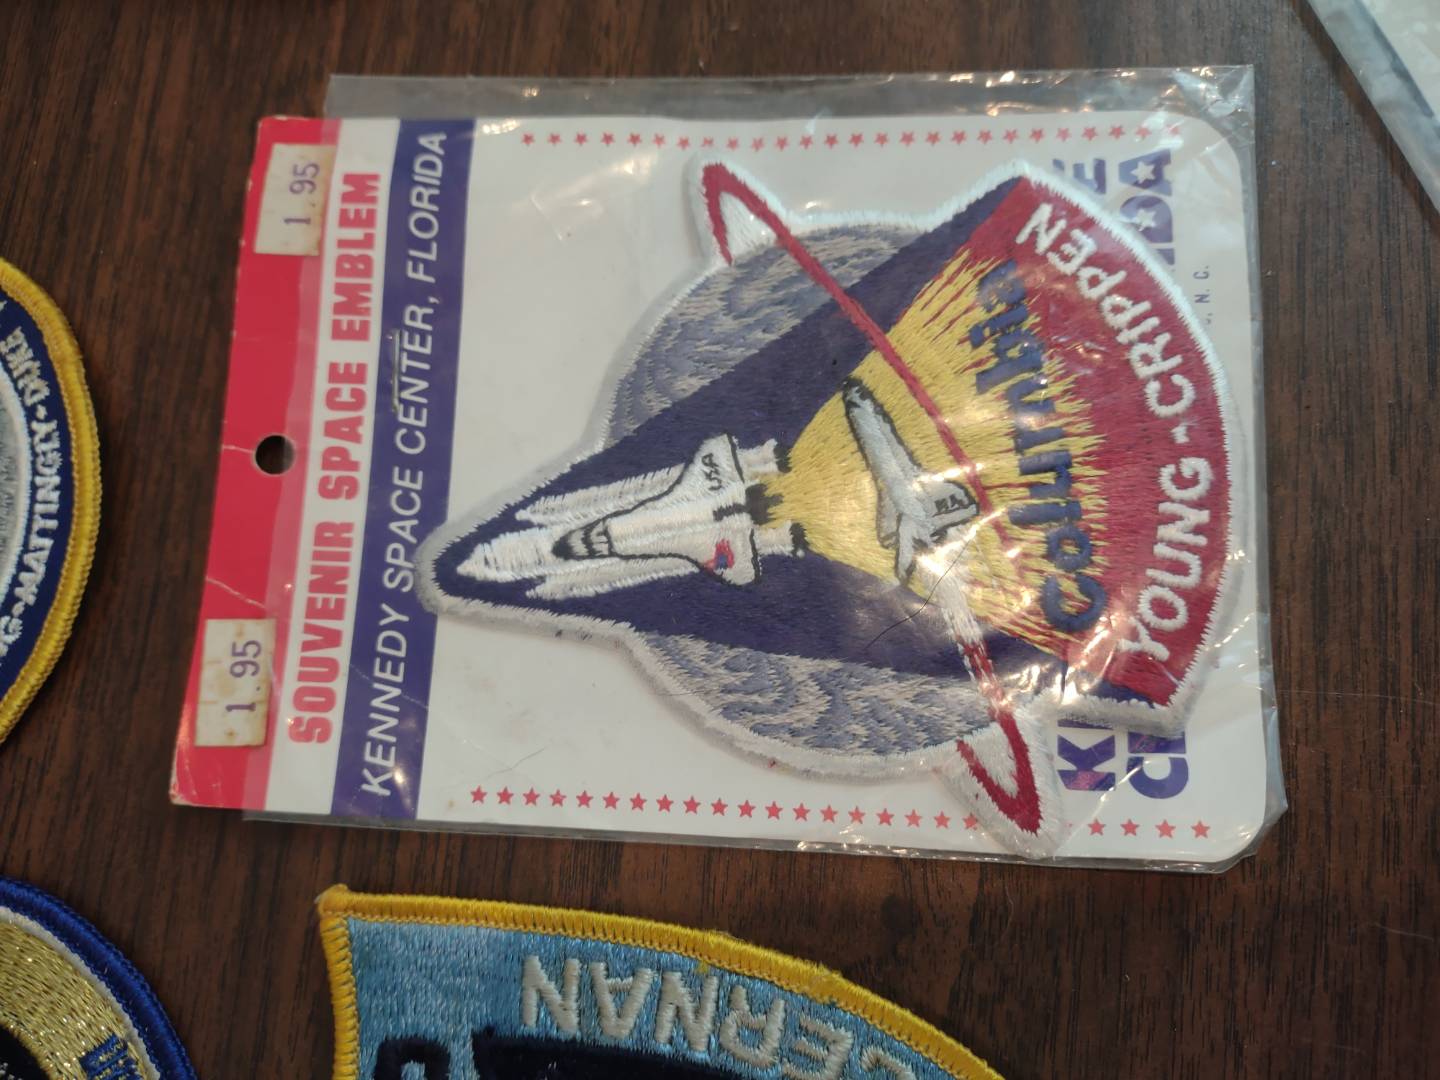 1.95
1.95
SOUVENIR SPACE EMBLEM
KENNEDY SPACE CENTER, FLORIDA
USA
Columbia
YOUNG-CRIPPEN
N. C.
MATTINGLY-DUKE
CERNAN